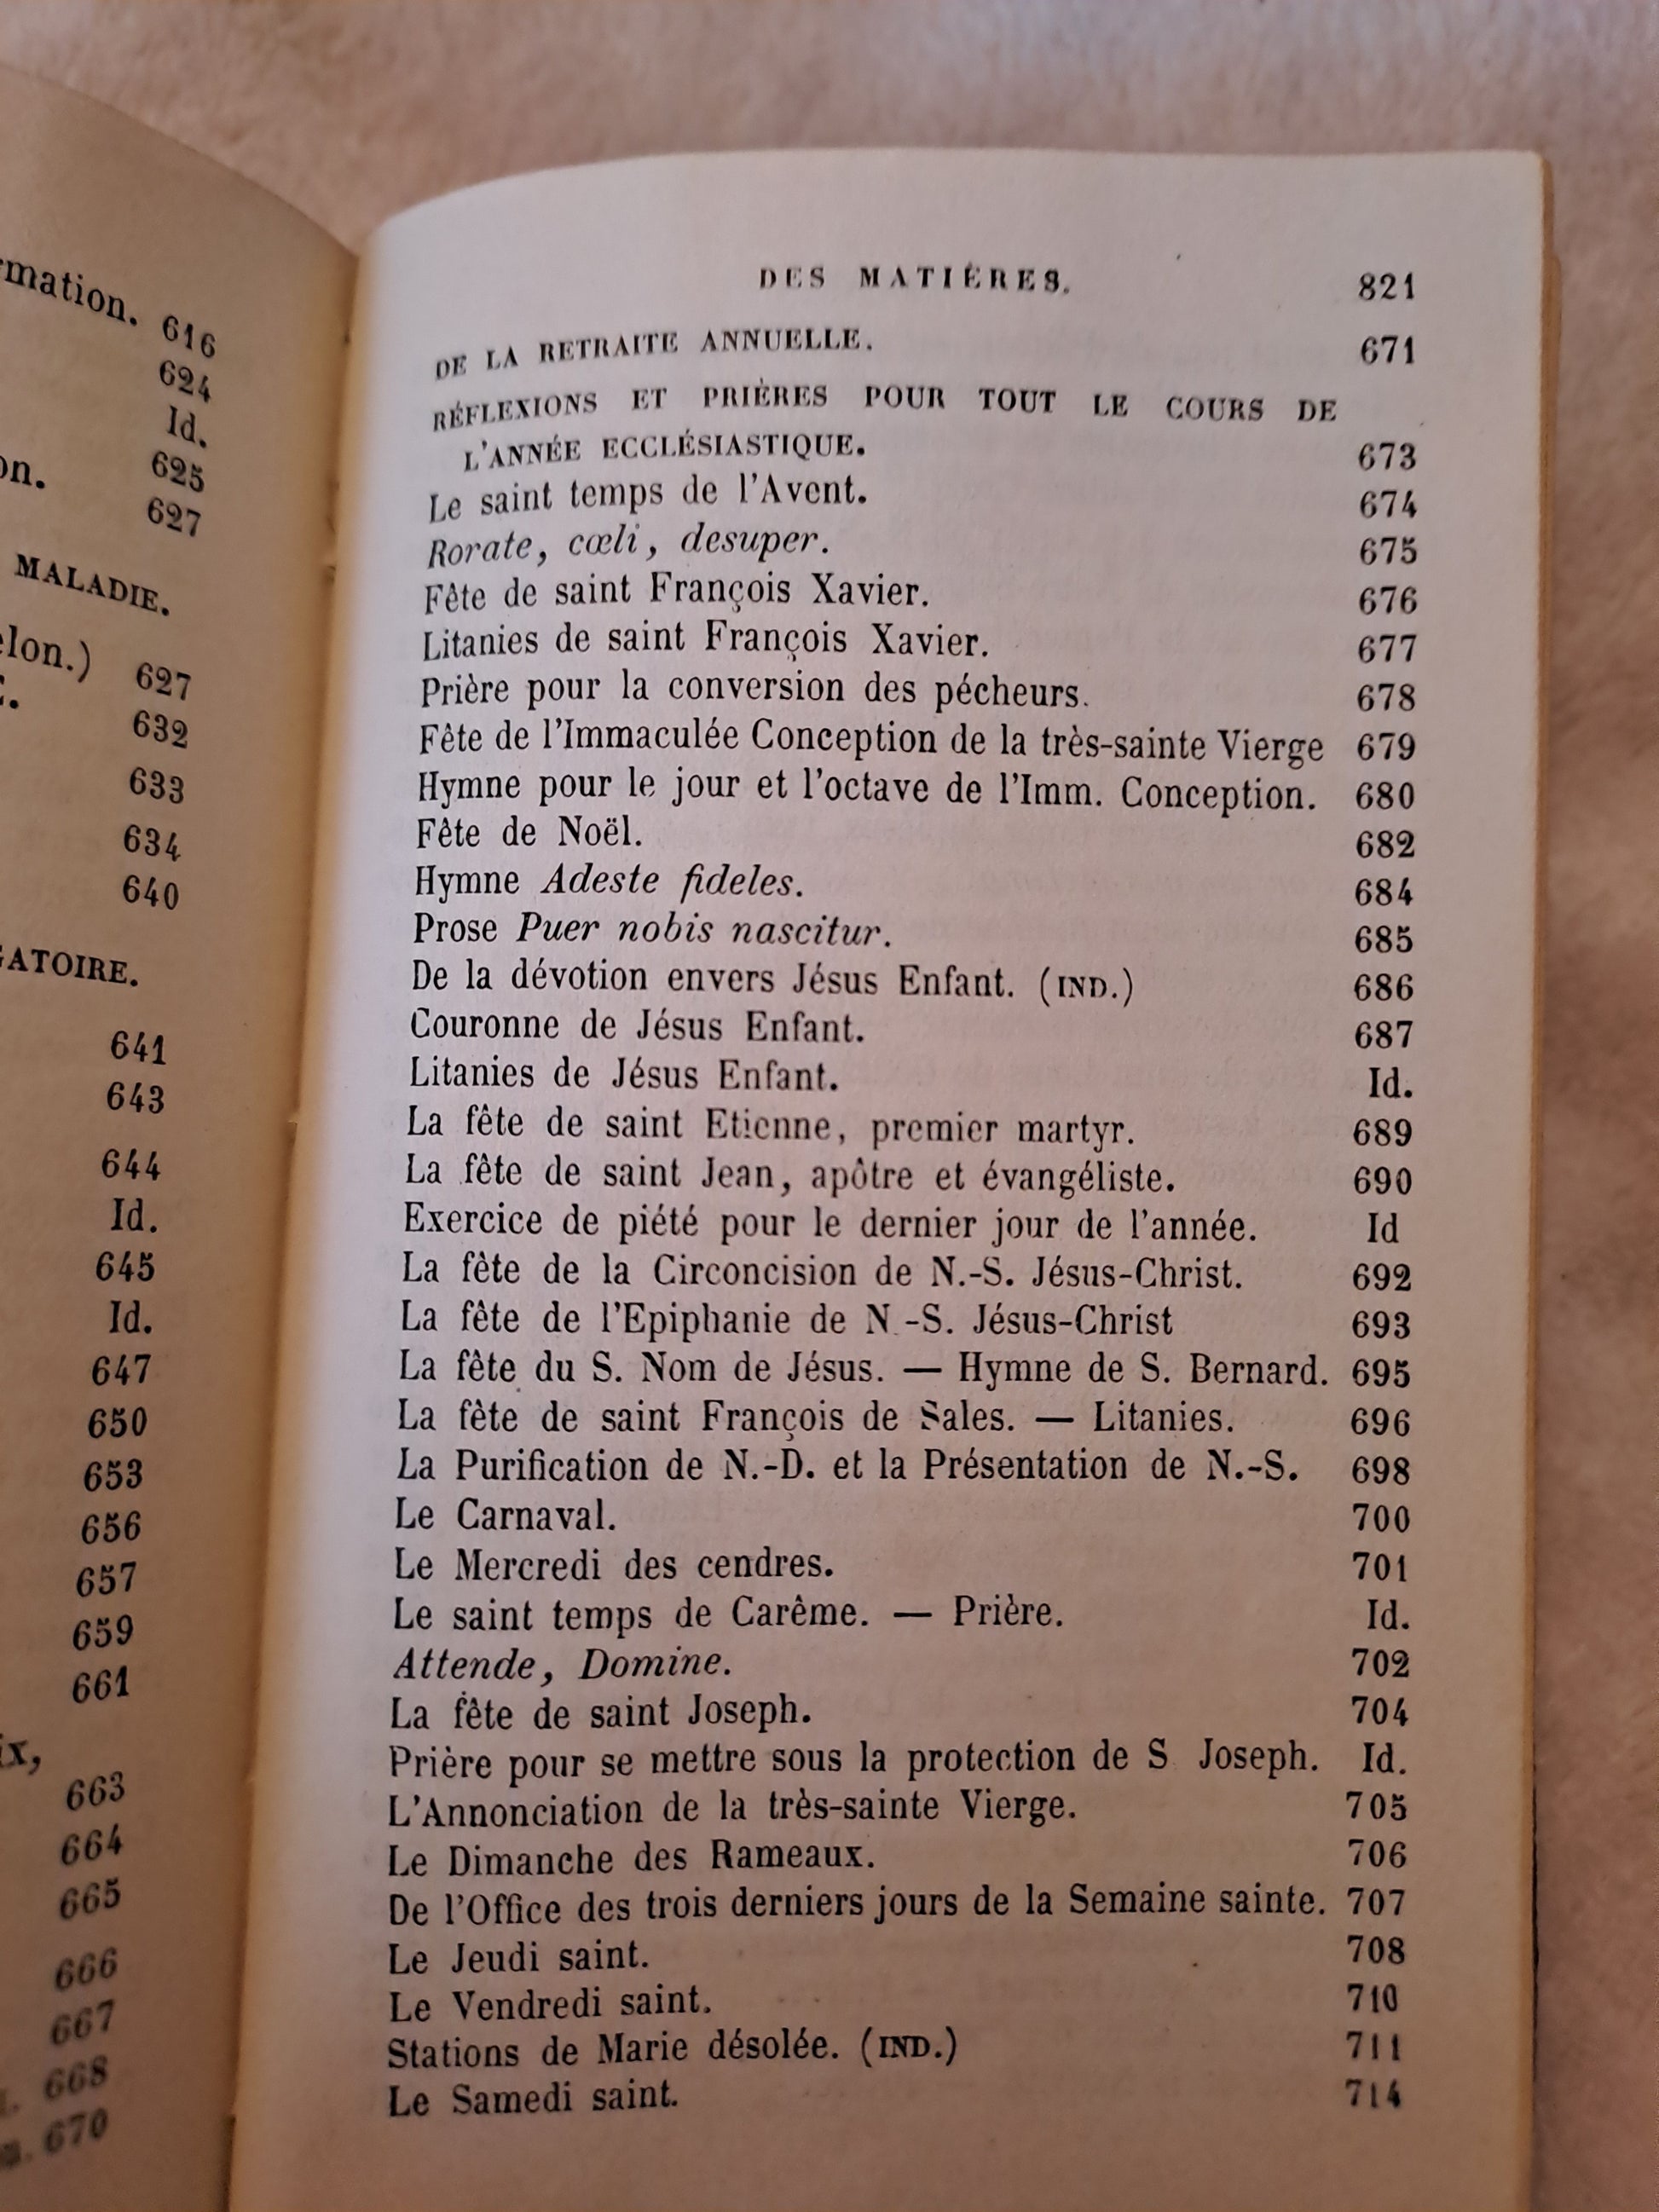 616
624
Id.
625
627
MALADIE.
627
632
633
634
640
641
643
644
Id.
645
Id.
647
650
653
656
657
659
661
663
664
665
666
667
668
670
DES MATIÈRES. 821
DE LA RETRAITE ANNUELLE. 671
RÉFLEXIONS ET PRIÈRES POUR TOUT LE COURS DE
L'ANNÉE ECCLÉSIASTIQUE. 673
Le saint temps de l'Avent. 674
Rorate, cœli, desuper. 675
Fête de saint François Xavier. 676
Litanies de saint François Xavier. 677
Prière pour la conversion des pécheurs. 678
Fête de l'Immaculée Conception de la très-sainte Vierge 679
Hymne pour le jour et l'octave de l'Imm. Conception. 680
Fête de Noël. 682
Hymne Adeste fideles. 684
Prose Puer nobis nascitur. 685
De la dévotion envers Jésus Enfant. (IND.) 686
Couronne de Jésus Enfant. 687
Litanies de Jésus Enfant. Id.
La fête de saint Etienne, premier martyr. 689
La fête de saint Jean, apôtre et évangéliste. 690
Exercice de piété pour le dernier jour de l'année. Id
La fête de la Circoncision de N.-S. Jésus-Christ. 692
La fête de l'Epiphanie de N.-S. Jésus-Christ 693
La fête du S. Nom de Jésus. — Hymne de S. Bernard. 695
La fête de saint François de Sales. — Litanies. 696
La Purification de N.-D. et la Présentation de N.-S. 698
Le Carnaval. 700
Le Mercredi des cendres. 701
Le saint temps de Carême. — Prière. Id.
Attende, Domine. 702
La fête de saint Joseph. 704
Prière pour se mettre sous la protection de S Joseph. Id.
L'Annonciation de la très-sainte Vierge. 705
Le Dimanche des Rameaux. 706
De l'Office des trois derniers jours de la Semaine sainte. 707
Le Jeudi saint. 708
Le Vendredi saint. 710
Stations de Marie désolée. (IND.) 711
Le Samedi saint. 714